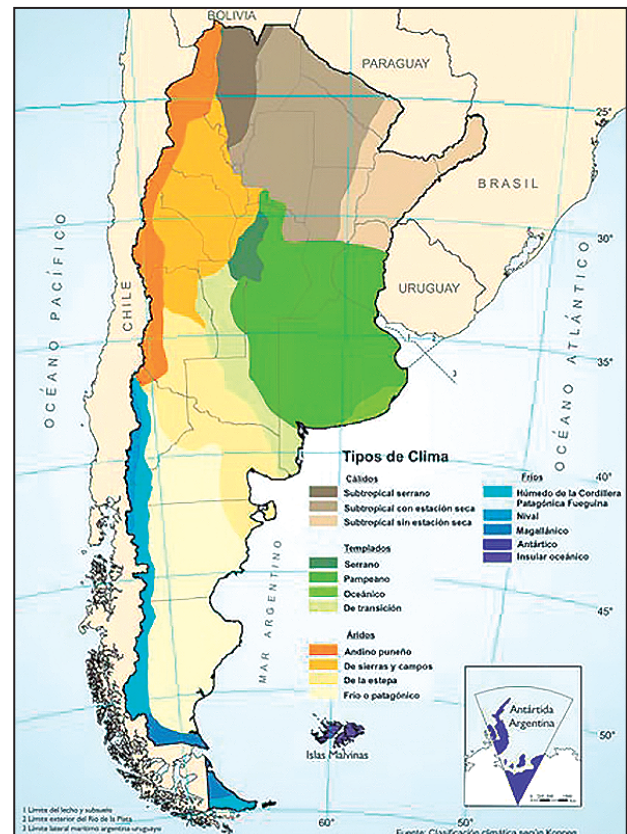 BOLIVIA
PARAGUAY
BRASIL
URUGUAY
CHILE
OCÉANO PACÍFICO
OCÉANO ATLÁNTICO
MAR ARGENTINO
25°
30°
35°
40°
45°
50°
70°
60°
50°
1
2
3
Tipos de Clima
Cálidos
Subtropical serrano
Subtropical con estación seca
Subtropical sin estación seca
Templados
Serrano
Pampeano
Oceánico
De transición
Áridos
Andino puneño
De sierras y campos
De la estepa
Frío o patagónico
Fríos
Húmedo de la Cordillera
Patagónica Fueguina
Nival
Magallánico
Antártico
Insular oceánico
Islas Malvinas
Antártida
Argentina
1 Límite del lecho y subsuelo
2 Límite exterior del Río de la Plata
3 Límite lateral marítimo argentino-uruguayo
Fuente: Clasificación climática según Koppen